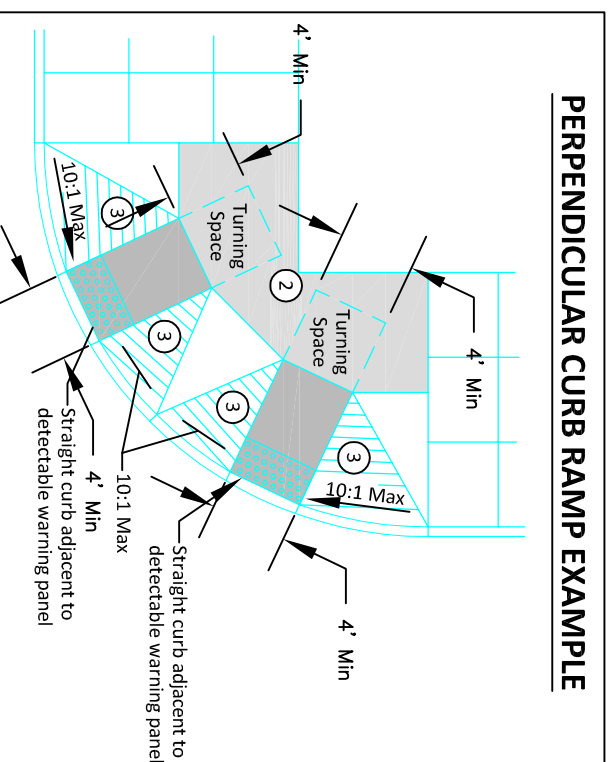 PERPENDICULAR CURB RAMP EXAMPLE
4' Min
4' Min
Turning
Space
Turning
Space
2
3
3
3
3
10:1 Max
10:1 Max
10:1 Max
4' Min
4' Min
Straight curb adjacent to
detectable warning panel
Straight curb adjacent to
detectable warning panel